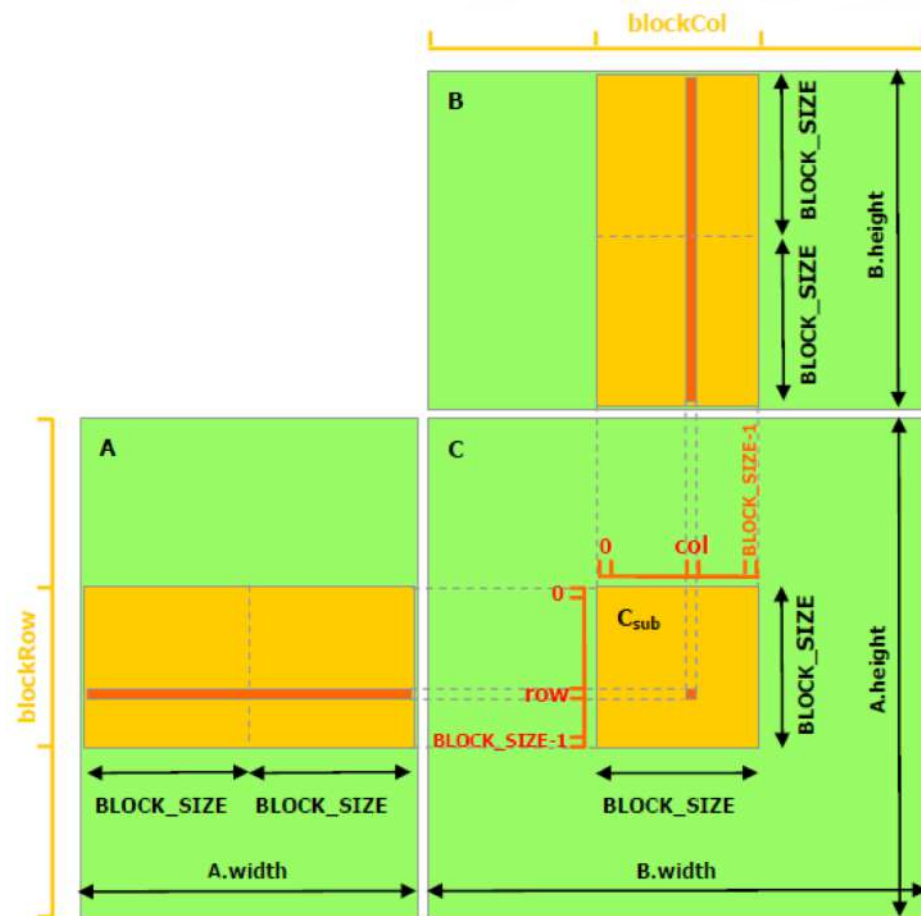 blockCol
B
BLOCK_SIZE
BLOCK_SIZE
B.height
A
C
BLOCK_SIZE-1
0 col
0
C_sub
BLOCK_SIZE
A.height
blockRow
row
BLOCK_SIZE-1
BLOCK_SIZE BLOCK_SIZE
BLOCK_SIZE
A.width
B.width